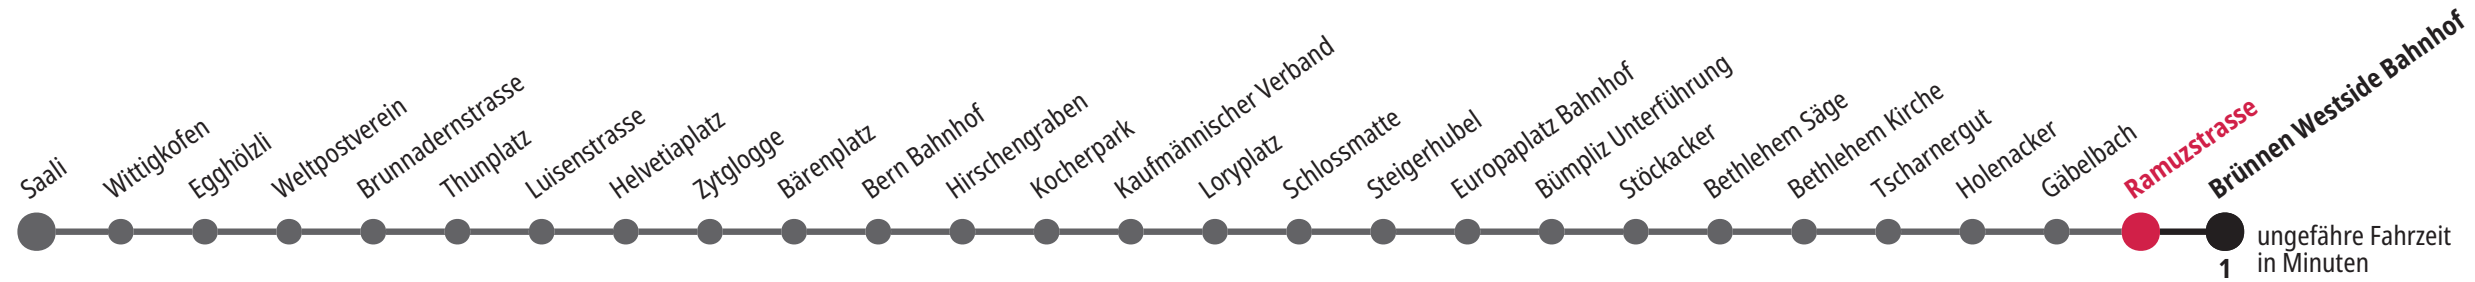 Saali
Wittigkofen
Egghölzli
Weltpostverein
Brunnadernstrasse
Thunplatz
Luisenstrasse
Helvetiaplatz
Zytglogge
Bärenplatz
Bern Bahnhof
Hirschengraben
Kocherpark
Kaufmännischer Verband
Loryplatz
Schlossmatte
Steigerhubel
Europaplatz Bahnhof
Bümpliz Unterführung
Stöckacker
Bethlehem Säge
Bethlehem Kirche
Tscharnergut
Holenacker
Gäbelbach
Ramuzstrasse
Brünnen Westside Bahnhof
1
ungefähre Fahrzeit
in Minuten